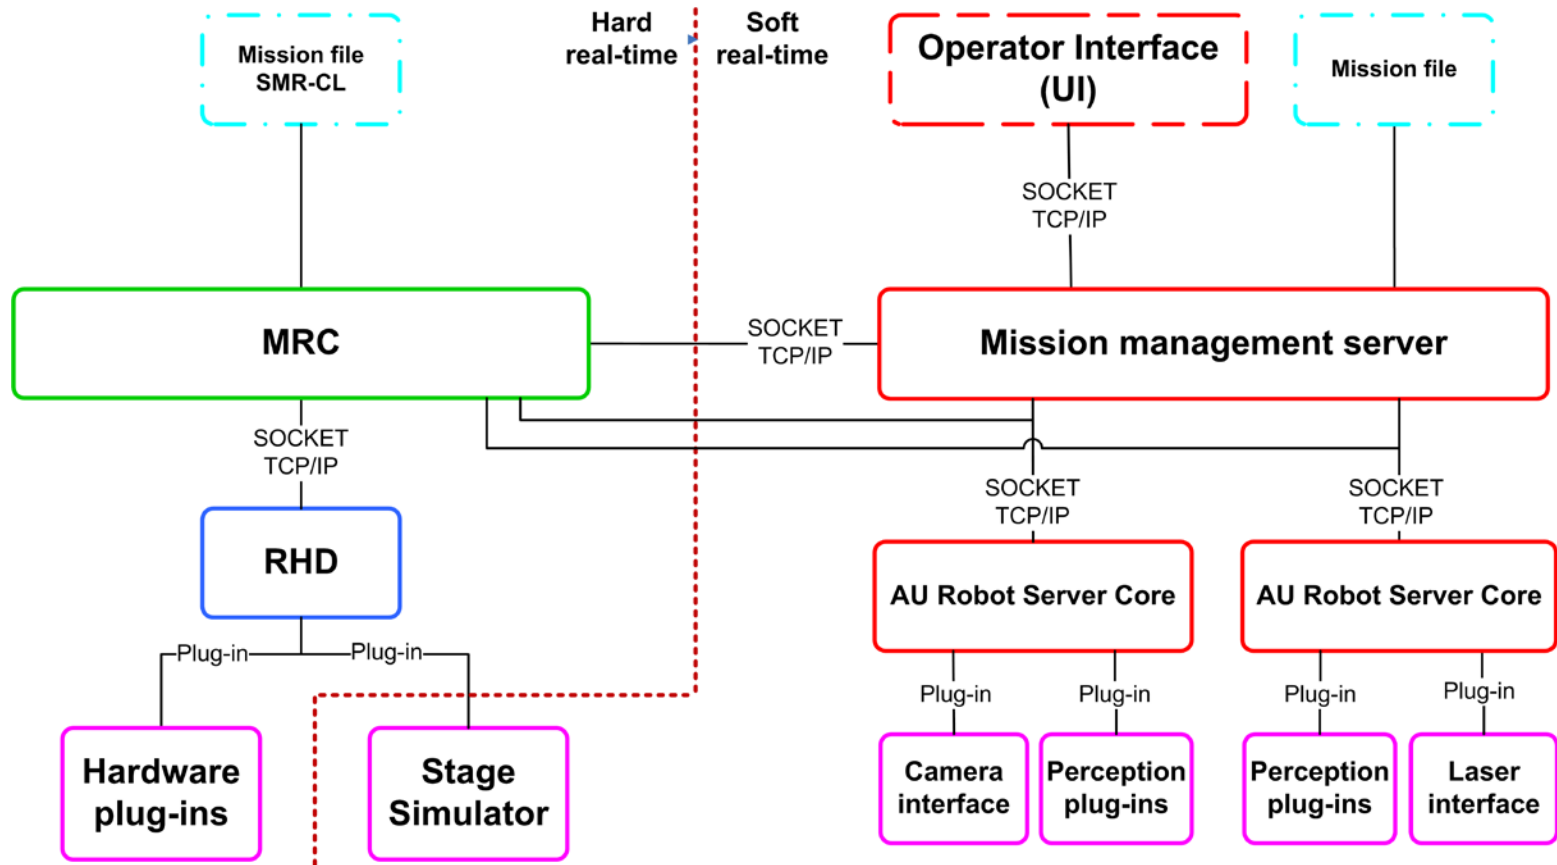 Mission file
SMR-CL
Hard
real-time
Soft
real-time
Operator Interface
(UI)
Mission file
SOCKET
TCP/IP
MRC
SOCKET
TCP/IP
Mission management server
SOCKET
TCP/IP
SOCKET
TCP/IP
SOCKET
TCP/IP
RHD
AU Robot Server Core
AU Robot Server Core
Plug-in
Plug-in
Plug-in
Plug-in
Plug-in
Plug-in
Hardware
plug-ins
Stage
Simulator
Camera
interface
Perception
plug-ins
Perception
plug-ins
Laser
interface